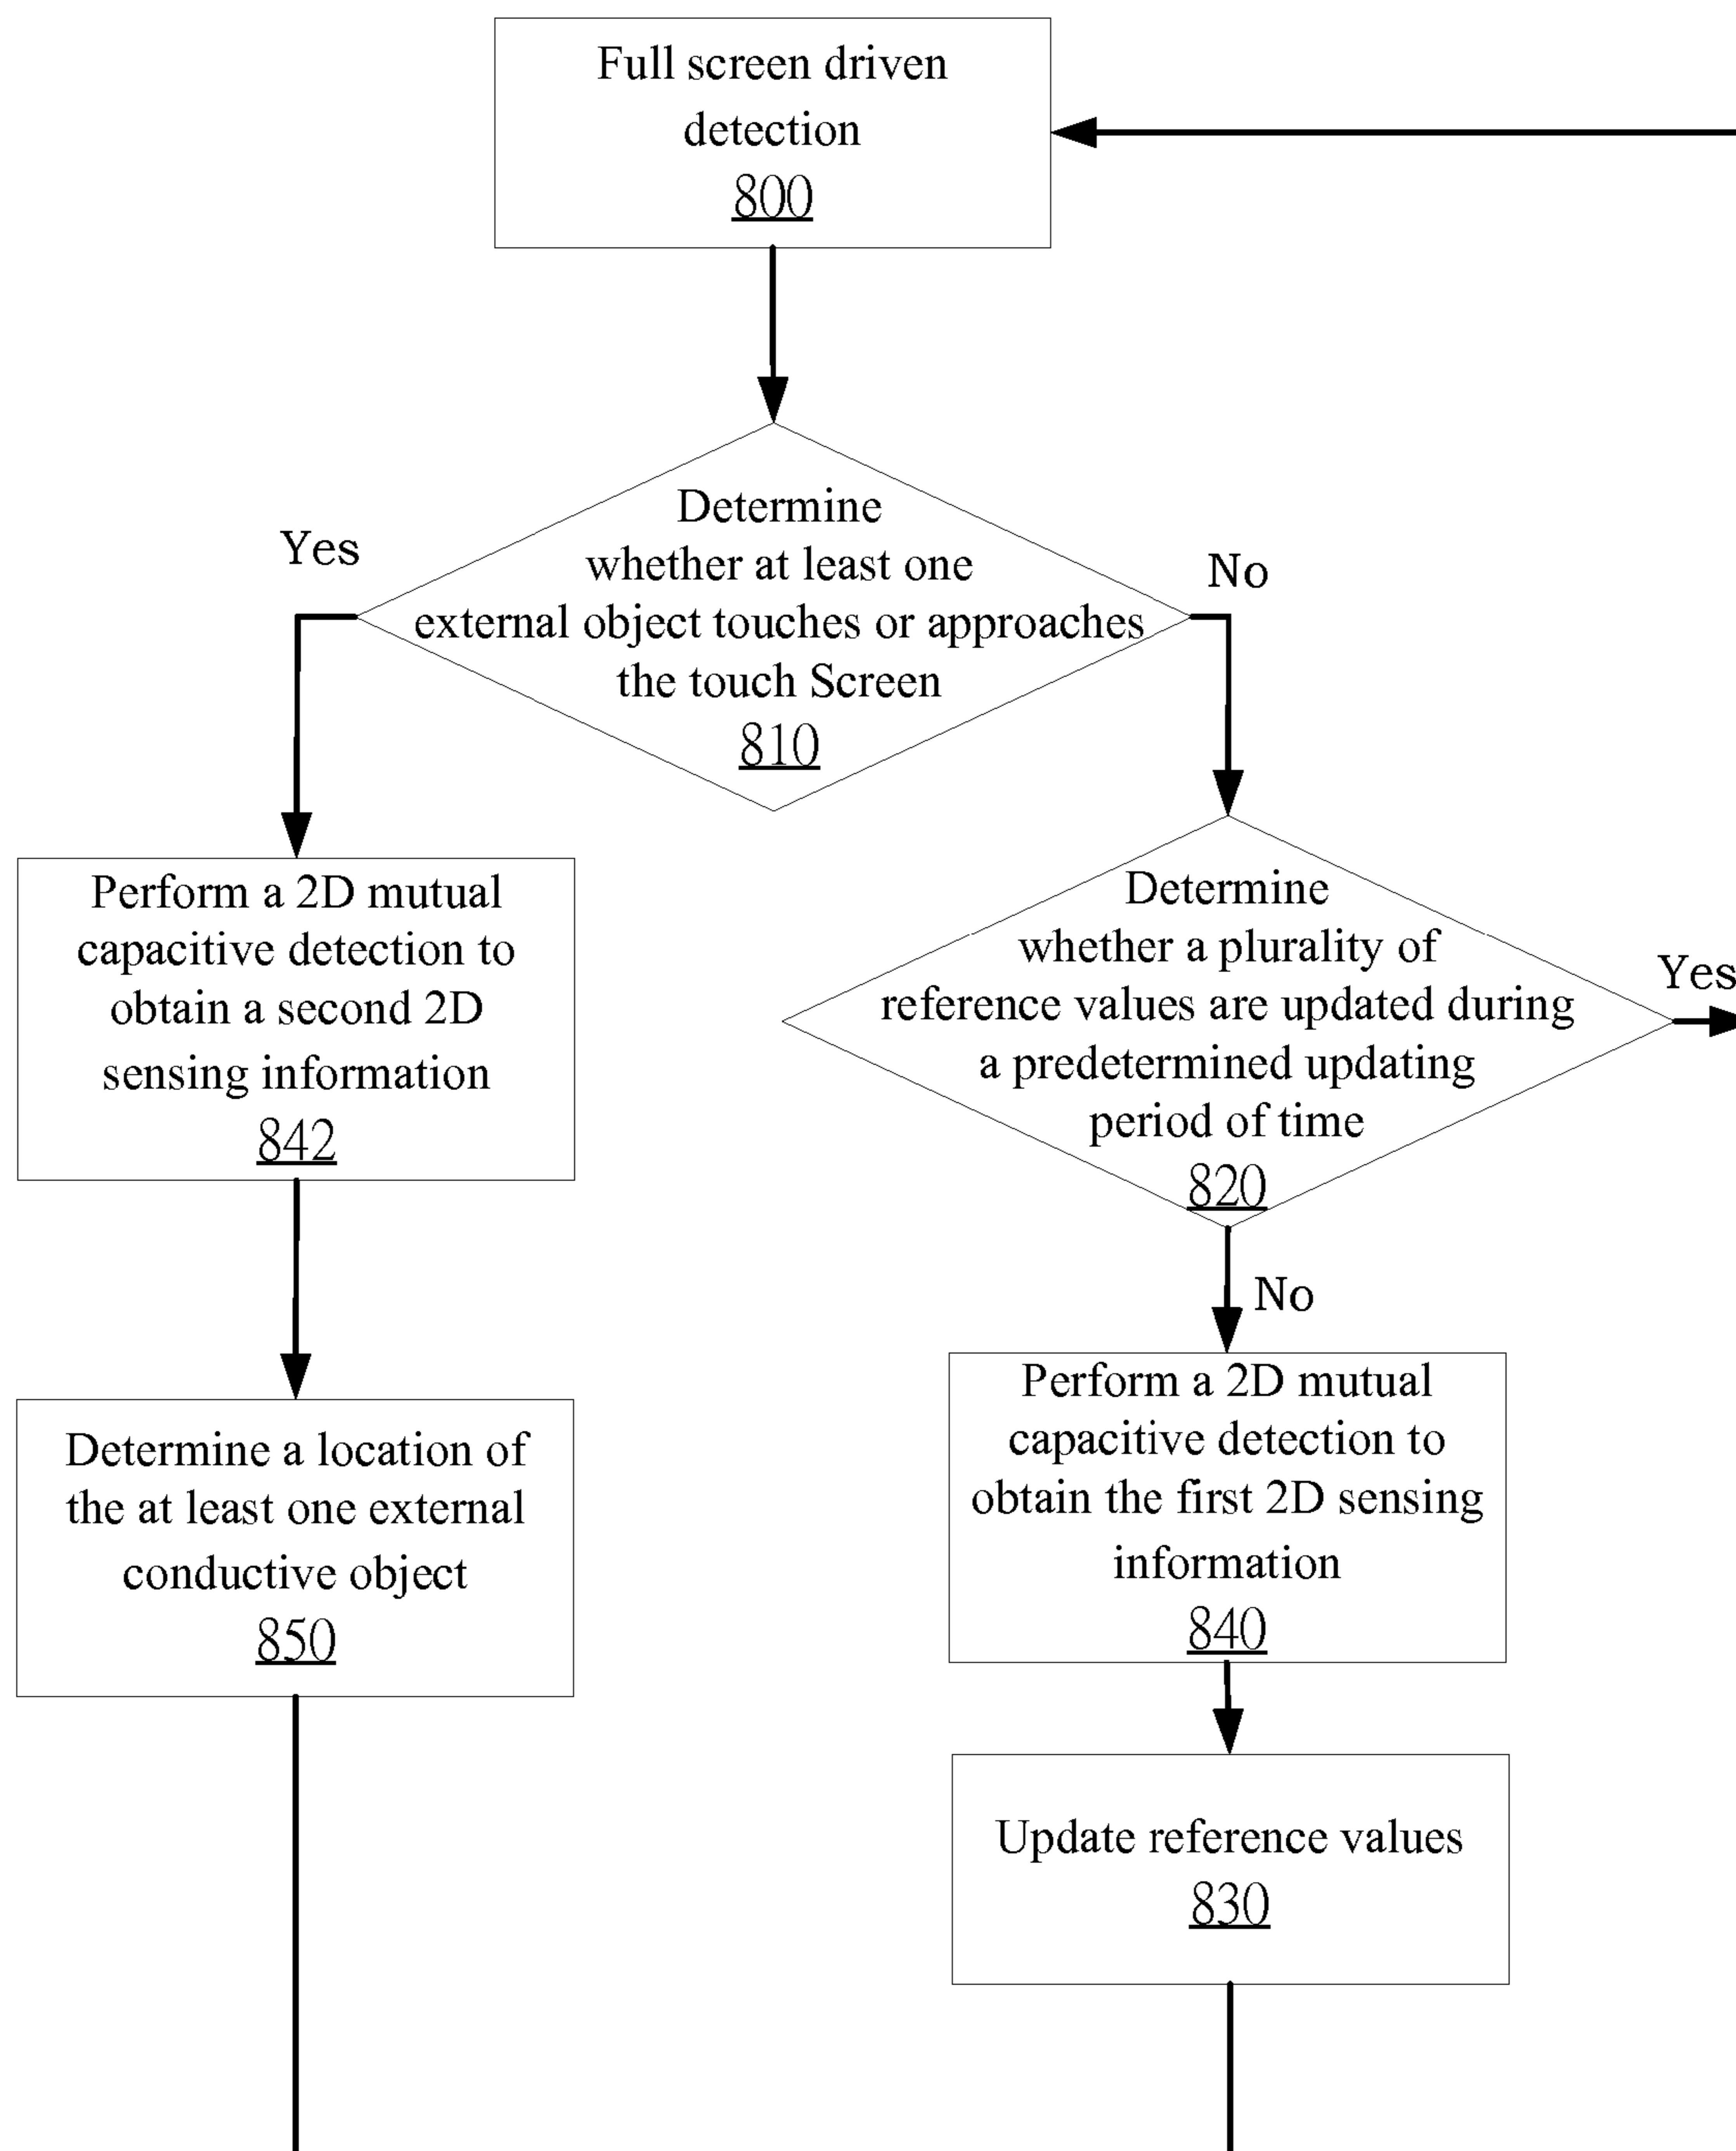 Full screen driven
detection
800
Determine
whether at least one
external object touches or approaches
the touch Screen
810
Yes
No
Perform a 2D mutual
capacitive detection to
obtain a second 2D
sensing information
842
Determine
whether a plurality of
reference values are updated during
a predetermined updating
period of time
820
Yes
No
Determine a location of
the at least one external
conductive object
850
Perform a 2D mutual
capacitive detection to
obtain the first 2D sensing
information
840
Update reference values
830